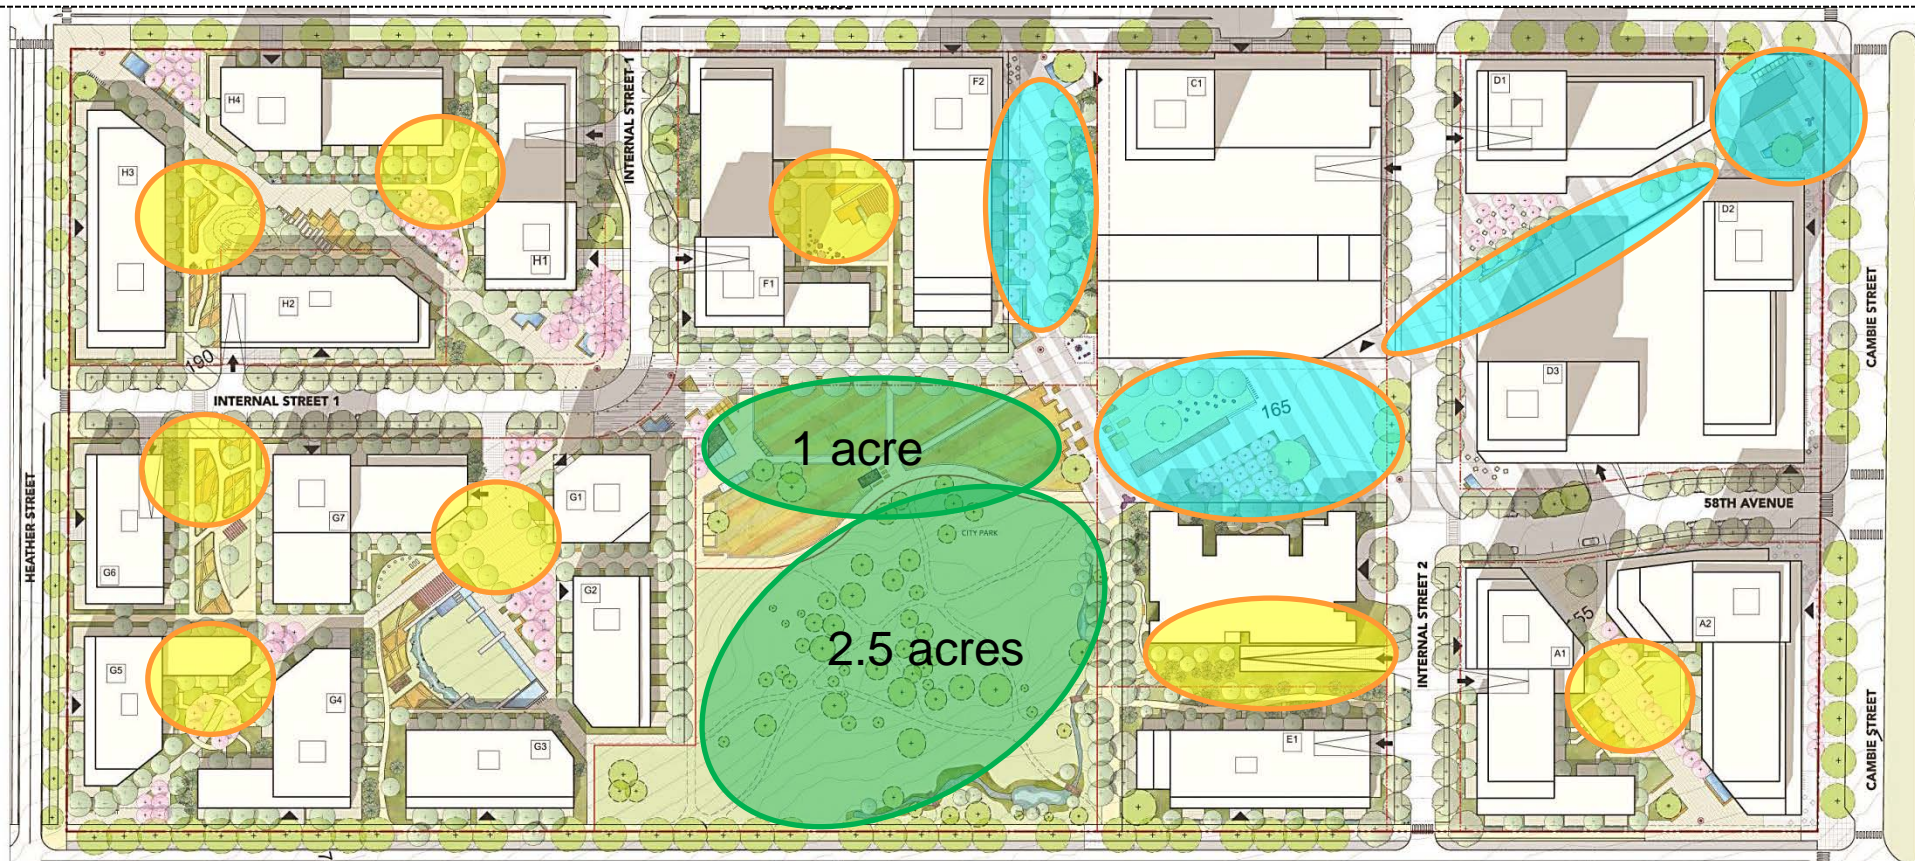 INTERNAL STREET 1
H4
F2
C1
D1
H3
D2
H1
H2
F1
190
D3
CAMBIE STREET
INTERNAL STREET 1
165
1 acre
HEATHER STREET
G7
G1
58TH AVENUE
CITY PARK
G6
G2
INTERNAL STREET 2
A2
2.5 acres
G5
G4
A1
G3
E1
CAMBIE STREET